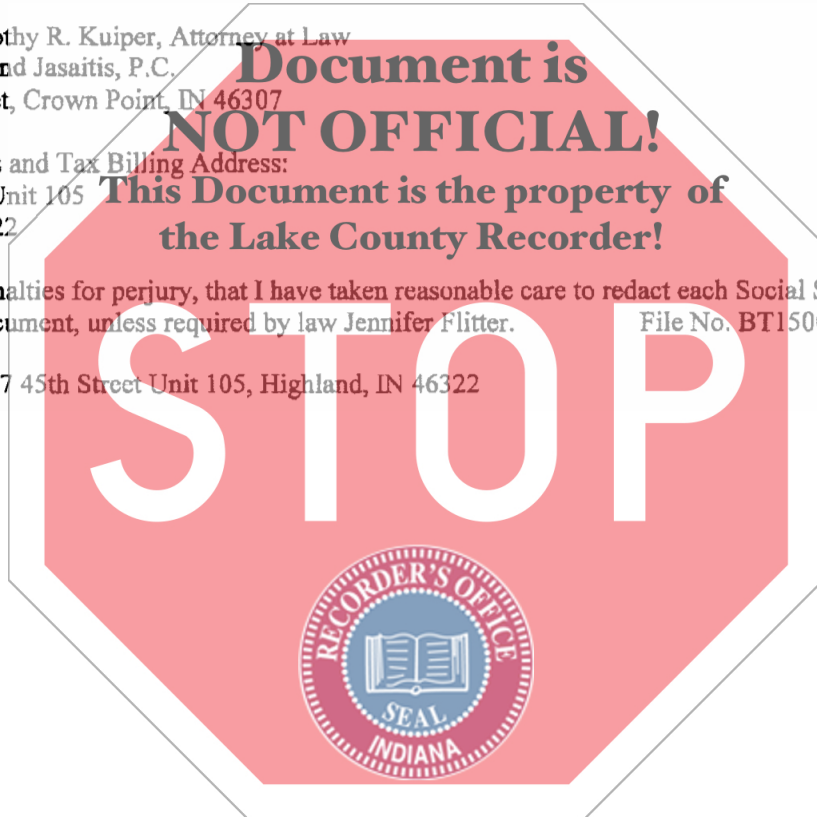 thy R. Kuiper, Attorney at Law
nd Jasaitis, P.C.
t, Crown Point, IN 46307
Document is
NOT OFFICIAL!
and Tax Billing Address:
Unit 105
This Document is the property of
22
the Lake County Recorder!
nalties for perjury, that I have taken reasonable care to redact each Social S
cument, unless required by law Jennifer Flitter. File No. BT150
7 45th Street Unit 105, Highland, IN 46322
STOP
RECORDER'S OFFICE
SEAL
INDIANA